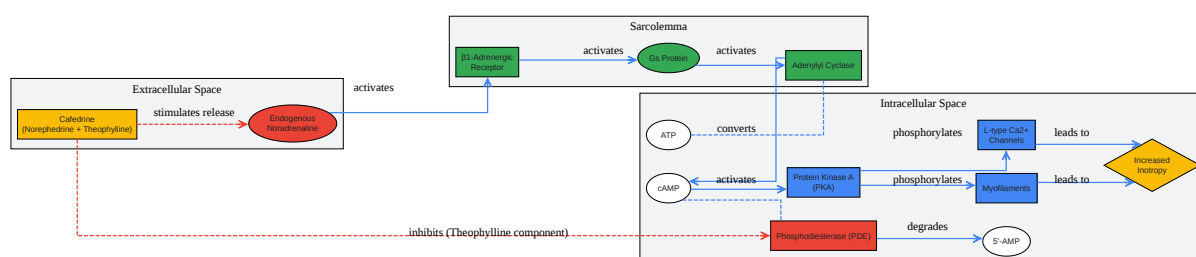 Sarcolemma
β1-Adrenergic
Receptor
activates
Gs Protein
activates
Adenylyl Cyclase
Extracellular Space
Cafedrine
(Norephedrine + Theophylline)
stimulates release
Endogenous
Noradrenaline
activates
Intracellular Space
ATP
converts
phosphorylates
L-type Ca2+
Channels
leads to
cAMP
activates
Protein Kinase A
(PKA)
phosphorylates
Myofilaments
leads to
Increased
Inotropy
inhibits (Theophylline component)
Phosphodiesterase (PDE)
degrades
5'-AMP